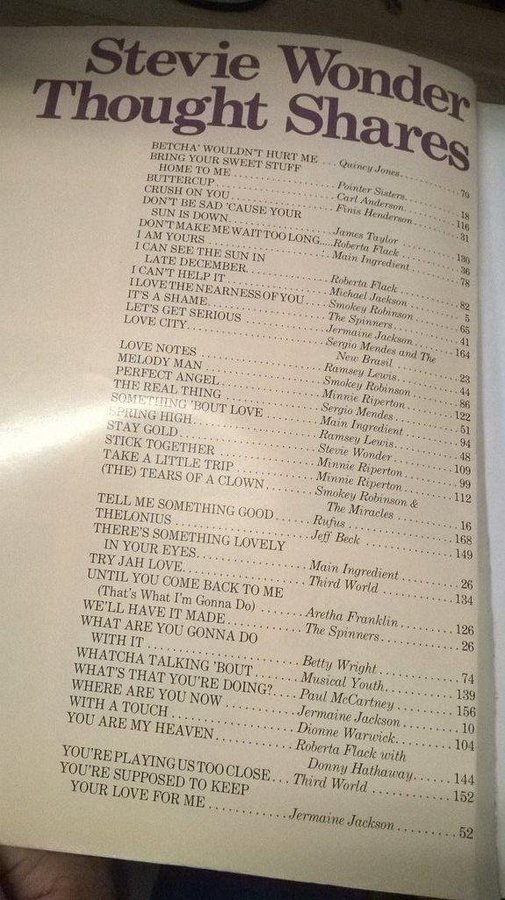 Stevie Wonder
Thought Shares
BETCHA' WOULDN'T HURT ME ... Quincy Jones ... 70
BRING YOUR SWEET STUFF
HOME TO ME ... Pointer Sisters ... 18
BUTTERCUP ... Carl Anderson ... 116
CRUSH ON YOU ... Finis Henderson ... 31
DON'T BE SAD 'CAUSE YOUR
SUN IS DOWN ... James Taylor ... 130
DON'T MAKE ME WAIT TOO LONG ... Roberta Flack ... 36
I AM YOURS ... Main Ingredient ... 78
I CAN SEE THE SUN IN
LATE DECEMBER ... Roberta Flack ... 82
I CAN'T HELP IT ... Michael Jackson ... 5
I LOVE THE NEARNESS OF YOU ... Smokey Robinson ... 65
IT'S A SHAME ... The Spinners ... 41
LET'S GET SERIOUS ... Jermaine Jackson ... 164
LOVE CITY ... Sergio Mendes and The
New Brasil ... 23
LOVE NOTES ... Ramsey Lewis ... 44
MELODY MAN ... Smokey Robinson ... 86
PERFECT ANGEL ... Minnie Riperton ... 122
THE REAL THING ... Sergio Mendes ... 51
SOMETHING 'BOUT LOVE ... Main Ingredient ... 94
SPRING HIGH ... Ramsey Lewis ... 48
STAY GOLD ... Stevie Wonder ... 109
STICK TOGETHER ... Minnie Riperton ... 99
TAKE A LITTLE TRIP ... Minnie Riperton ... 112
(THE) TEARS OF A CLOWN ... Smokey Robinson &
The Miracles ... 16
TELL ME SOMETHING GOOD ... Rufus ... 168
THELONIUS ... Jeff Beck ... 149
THERE'S SOMETHING LOVELY
IN YOUR EYES ... Main Ingredient ... 26
TRY JAH LOVE ... Third World ... 134
UNTIL YOU COME BACK TO ME
(That's What I'm Gonna Do) ... Aretha Franklin ... 126
WE'LL HAVE IT MADE ... The Spinners ... 26
WHAT ARE YOU GONNA DO
WITH IT ... Betty Wright ... 74
WHATCHA TALKING 'BOUT ... Musical Youth ... 139
WHAT'S THAT YOU'RE DOING? ... Paul McCartney ... 156
WHERE ARE YOU NOW ... Jermaine Jackson ... 10
WITH A TOUCH ... Dionne Warwick ... 104
YOU ARE MY HEAVEN ... Roberta Flack with
Donny Hathaway ... 144
YOU'RE PLAYING US TOO CLOSE ... Third World ... 152
YOU'RE SUPPOSED TO KEEP
YOUR LOVE FOR ME ... Jermaine Jackson ... 52